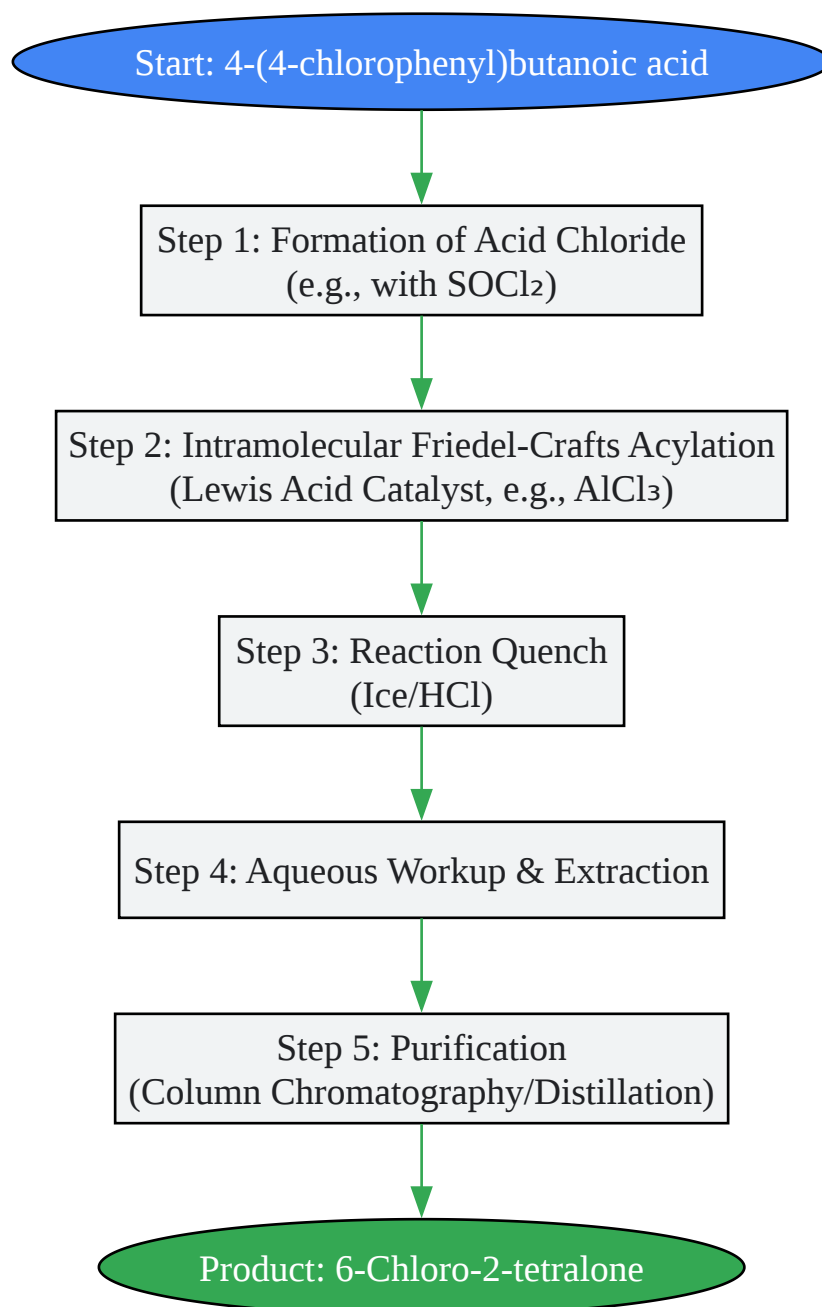 Start: 4-(4-chlorophenyl)butanoic acid
Step 1: Formation of Acid Chloride
(e.g., with SOCl₂)
Step 2: Intramolecular Friedel-Crafts Acylation
(Lewis Acid Catalyst, e.g., AlCl₃)
Step 3: Reaction Quench
(Ice/HCl)
Step 4: Aqueous Workup & Extraction
Step 5: Purification
(Column Chromatography/Distillation)
Product: 6-Chloro-2-tetralone